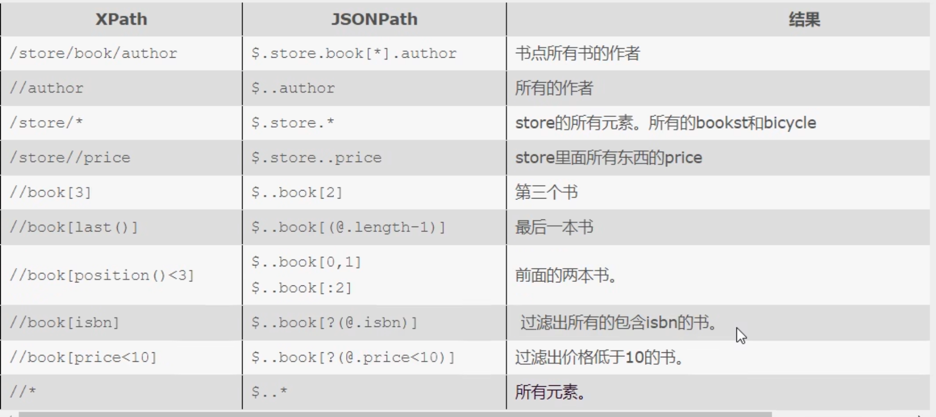 XPath JSONPath 结果
/store/book/author $.store.book[*].author 书点所有书的作者
//author $..author 所有的作者
/store/* $.store.* store的所有元素。所有的bookst和bicycle
/store//price $.store..price store里面所有东西的price
//book[3] $..book[2] 第三个书
//book[last()] $..book[(@.length-1)] 最后一本书
//book[position()<3] $..book[0,1]
$..book[:2] 前面的两本书。
//book[isbn] $..book[?(@.isbn)] 过滤出所有的包含isbn的书。
//book[price<10] $..book[?(@.price<10)] 过滤出价格低于10的书。
//* $..* 所有元素。